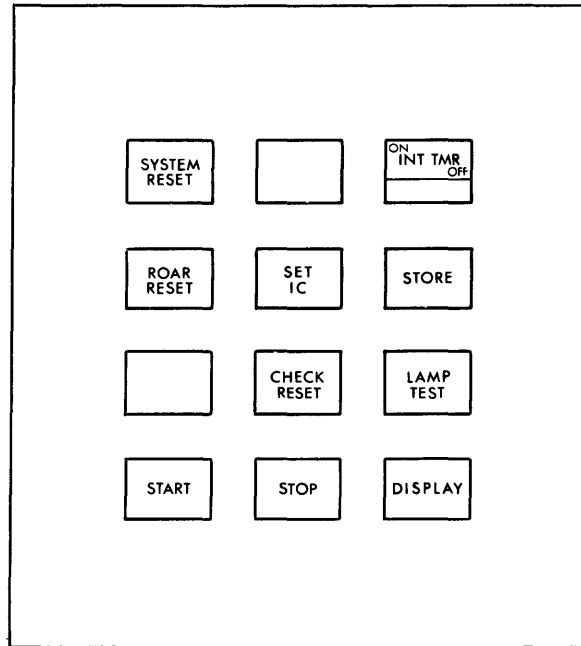 SYSTEM
RESET
ON
INT TMR
OFF
ROAR
RESET
SET
IC
STORE
CHECK
RESET
LAMP
TEST
START
STOP
DISPLAY